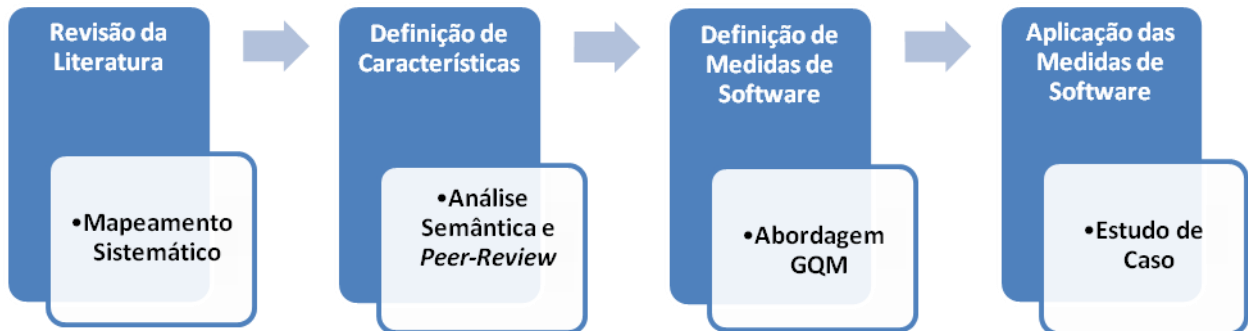 Revisão da
Literatura
•Mapeamento
Sistemático
Definição de
Características
•Análise
Semântica e
Peer-Review
Definição de
Medidas de
Software
•Abordagem
GQM
Aplicação das
Medidas de
Software
•Estudo de
Caso